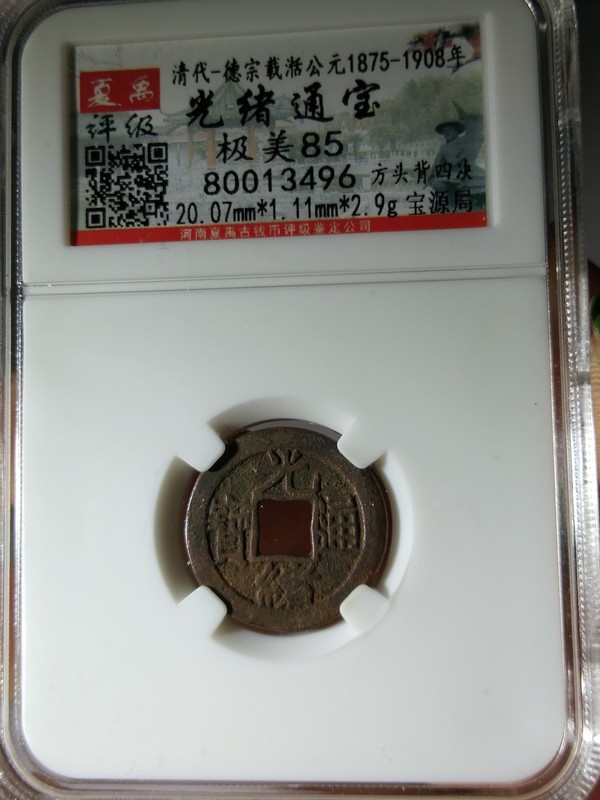 清代-德宗载湉公元1875-1908年
夏禹
评级
光绪通宝
极美85
80013496 方头背四决
20.07mm*1.11mm*2.9g 宝源局
河南夏禹古钱币评级鉴定公司
光
寶 通
緒